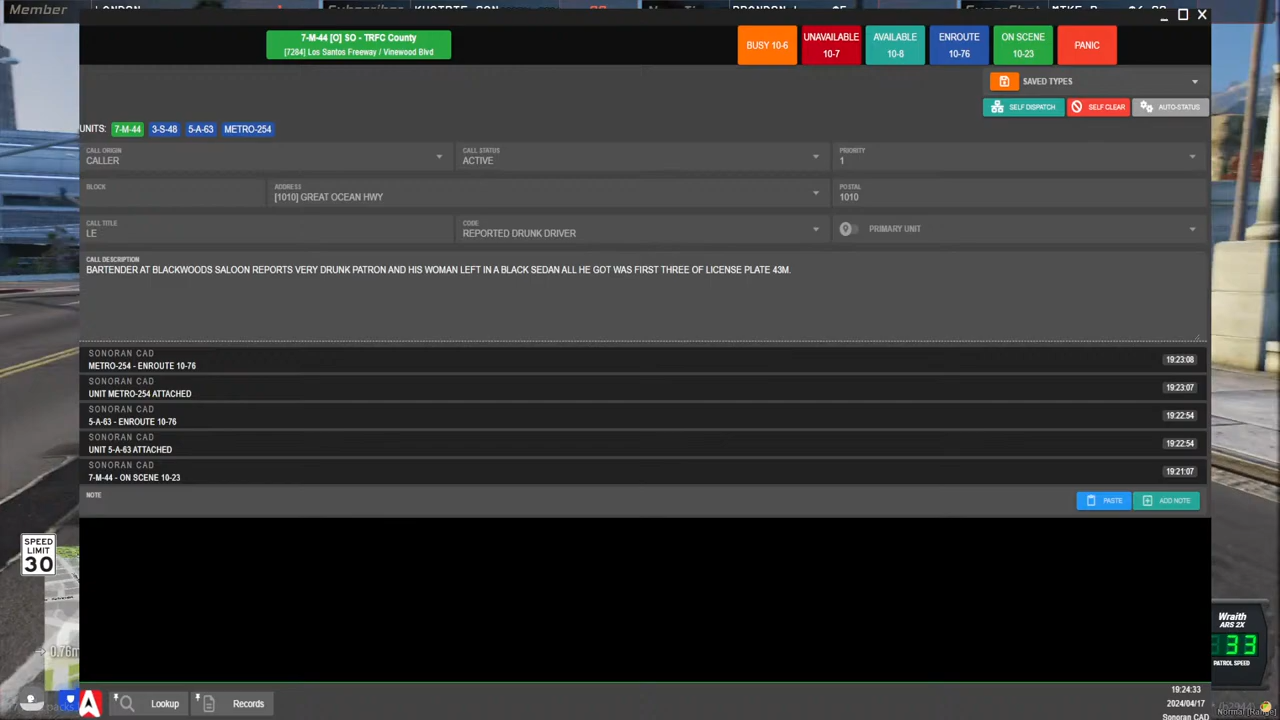 Member
LONDON
7-M-44 [O] SO - TRFC County
[7284] Los Santos Freeway / Vinewood Blvd
BUSY 10-6
UNAVAILABLE
10-7
AVAILABLE
10-8
ENROUTE
10-76
ON SCENE
10-23
PANIC
SAVED TYPES
SELF DISPATCH
SELF CLEAR
AUTO-STATUS
UNITS: 7-M-44 3-S-48 5-A-63 METRO-254
CALL ORIGIN
CALLER
CALL STATUS
ACTIVE
PRIORITY
1
BLOCK
ADDRESS
[1010] GREAT OCEAN HWY
POSTAL
1010
CALL TITLE
LE
CODE
REPORTED DRUNK DRIVER
PRIMARY UNIT
CALL DESCRIPTION
BARTENDER AT BLACKWOODS SALOON REPORTS VERY DRUNK PATRON AND HIS WOMAN LEFT IN A BLACK SEDAN ALL HE GOT WAS FIRST THREE OF LICENSE PLATE 43M.
SONORAN CAD
METRO-254 - ENROUTE 10-76
19:23:08
SONORAN CAD
UNIT METRO-254 ATTACHED
19:23:07
SONORAN CAD
5-A-63 - ENROUTE 10-76
19:22:54
SONORAN CAD
UNIT 5-A-63 ATTACHED
19:22:54
SONORAN CAD
7-M-44 - ON SCENE 10-23
19:21:07
NOTE
PASTE
ADD NOTE
SPEED
LIMIT
30
0.76m
Wraith
ARS 2X
33
PATROL SPEED
Lookup
Records
19:24:33
2024/04/17
Sonoran CAD
Normal [Range]